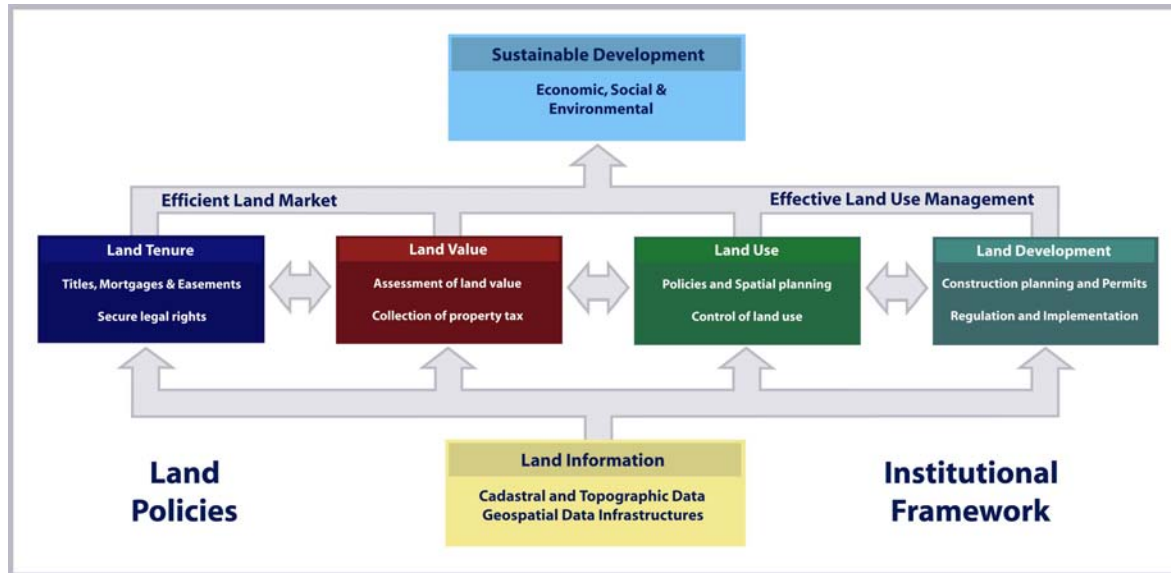 Sustainable Development
Economic, Social &
Environmental
Efficient Land Market
Effective Land Use Management
Land Tenure
Titles, Mortgages & Easements
Secure legal rights
Land Value
Assessment of land value
Collection of property tax
Land Use
Policies and Spatial planning
Control of land use
Land Development
Construction planning and Permits
Regulation and Implementation
Land
Policies
Land Information
Cadastral and Topographic Data
Geospatial Data Infrastructures
Institutional
Framework